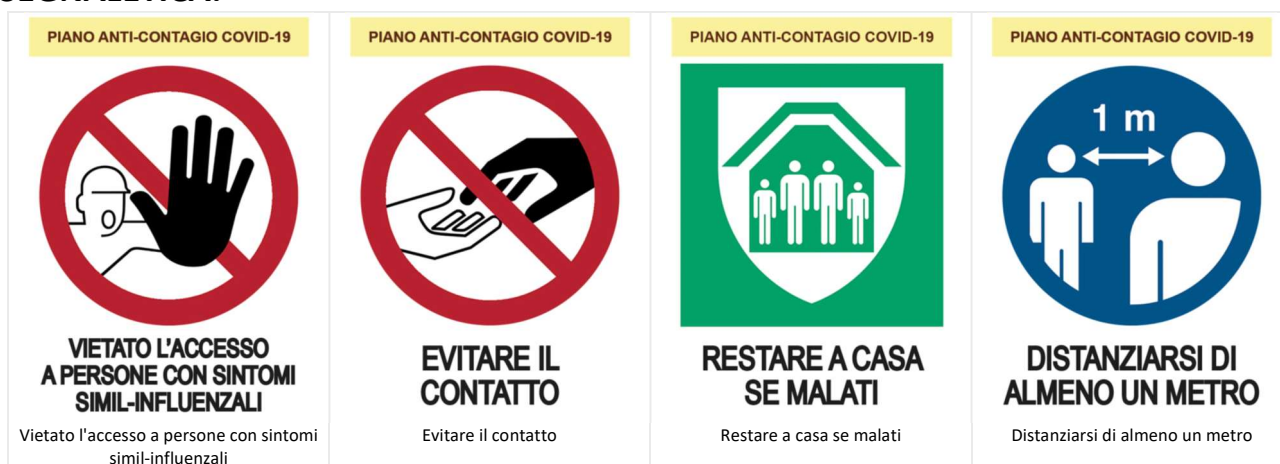 PIANO ANTI-CONTAGIO COVID-19
VIETATO L'ACCESSO
A PERSONE CON SINTOMI
SIMIL-INFLUENZALI
Vietato l'accesso a persone con sintomi
simil-influenzali
PIANO ANTI-CONTAGIO COVID-19
EVITARE IL
CONTATTO
Evitare il contatto
PIANO ANTI-CONTAGIO COVID-19
RESTARE A CASA
SE MALATI
Restare a casa se malati
PIANO ANTI-CONTAGIO COVID-19
1 m
DISTANZIARSI DI
ALMENO UN METRO
Distanziarsi di almeno un metro